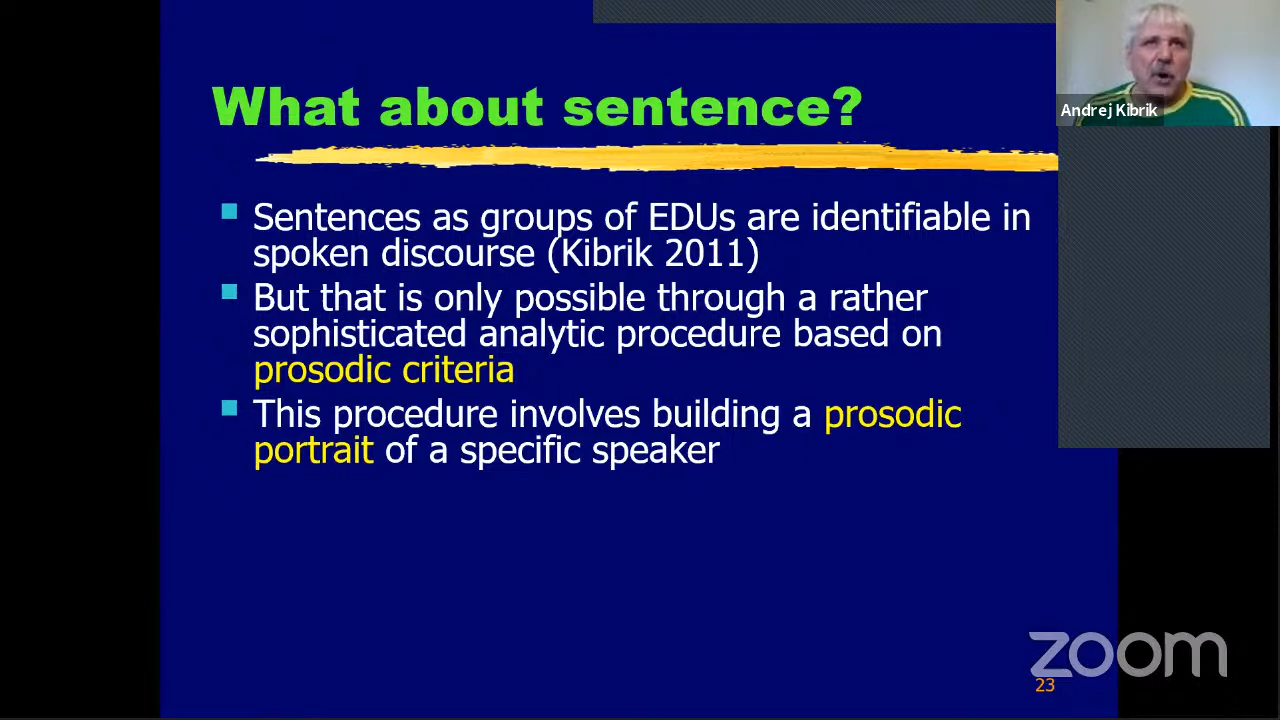 What about sentence?
Andrej Kibrik
Sentences as groups of EDUs are identifiable in
spoken discourse (Kibrik 2011)
But that is only possible through a rather
sophisticated analytic procedure based on
prosodic criteria
This procedure involves building a prosodic
portrait of a specific speaker
zoom
23